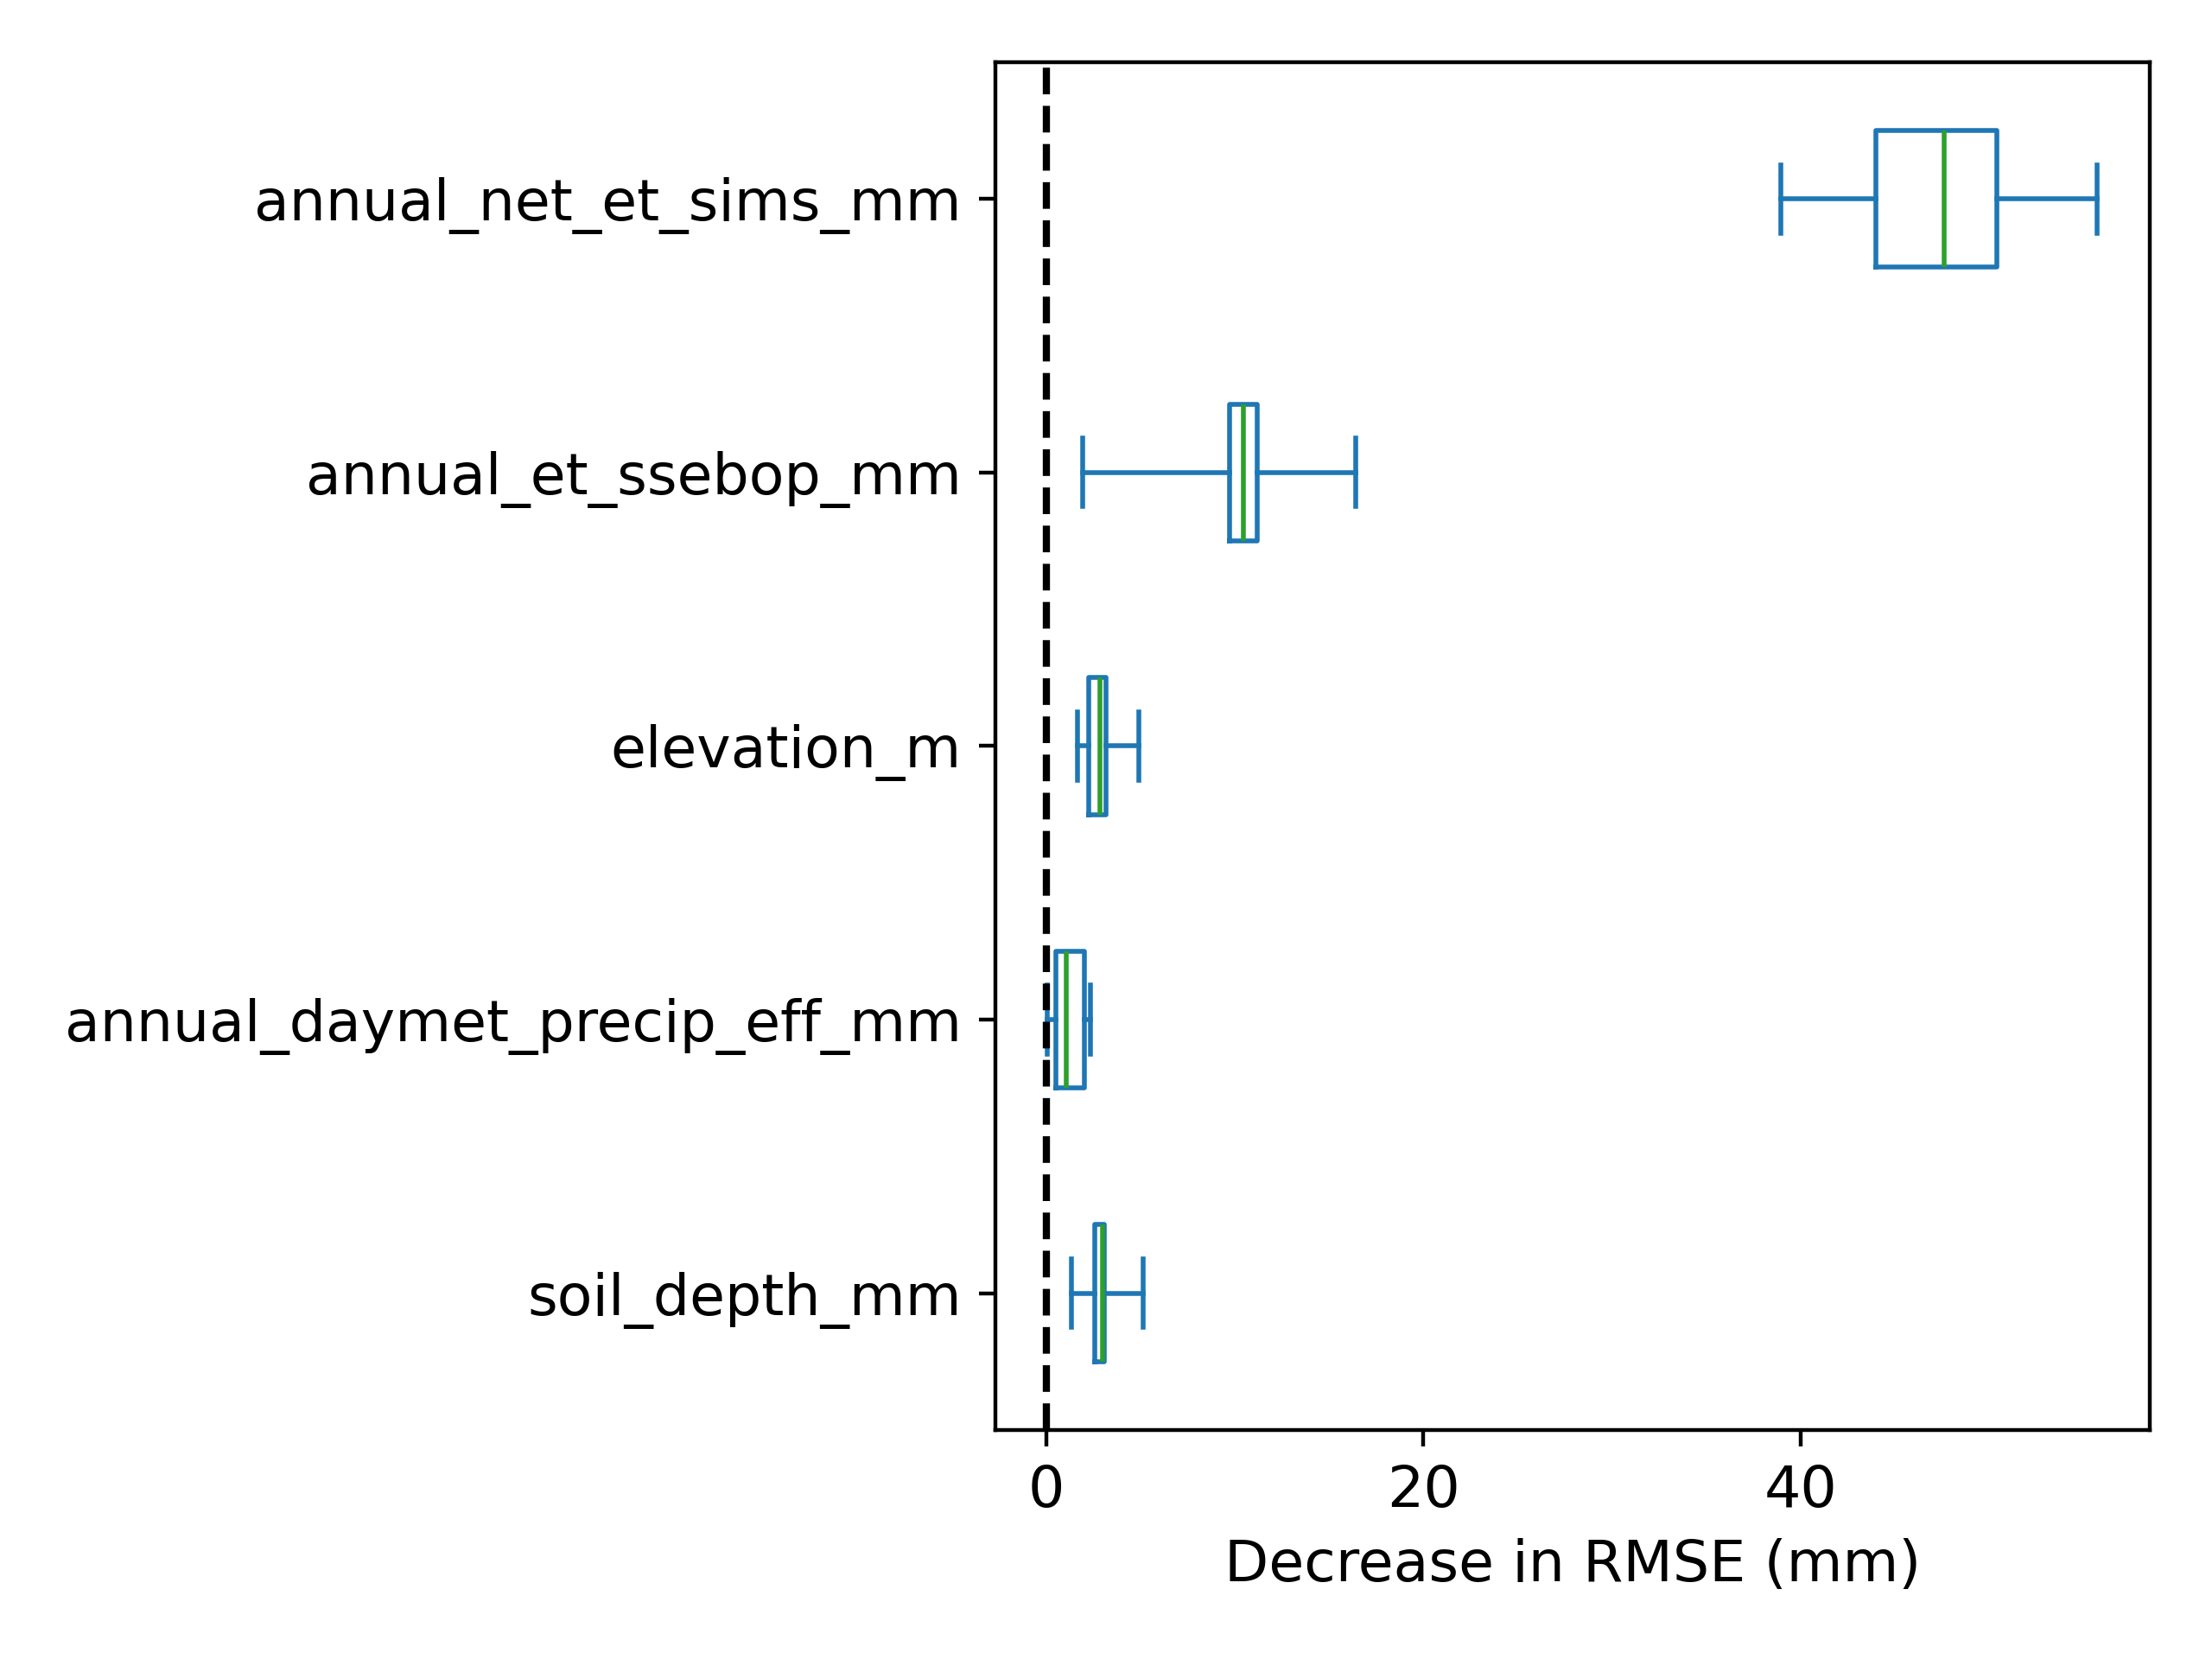 annual_net_et_sims_mm
annual_et_ssebop_mm
elevation_m
annual_daymet_precip_eff_mm
soil_depth_mm
0 20 40
Decrease in RMSE (mm)